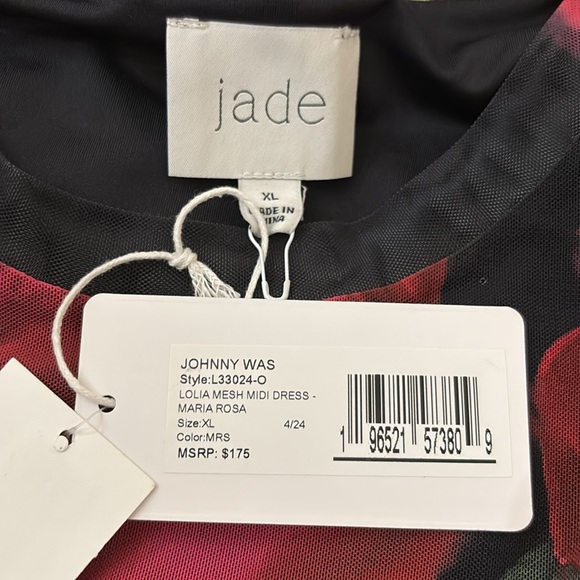 jade
XL
MADE IN
CHINA
JOHNNY WAS
Style:L33024-O
LOLIA MESH MIDI DRESS -
MARIA ROSA
Size:XL 4/24
Color:MRS
MSRP: $175
1 96521 57380 9